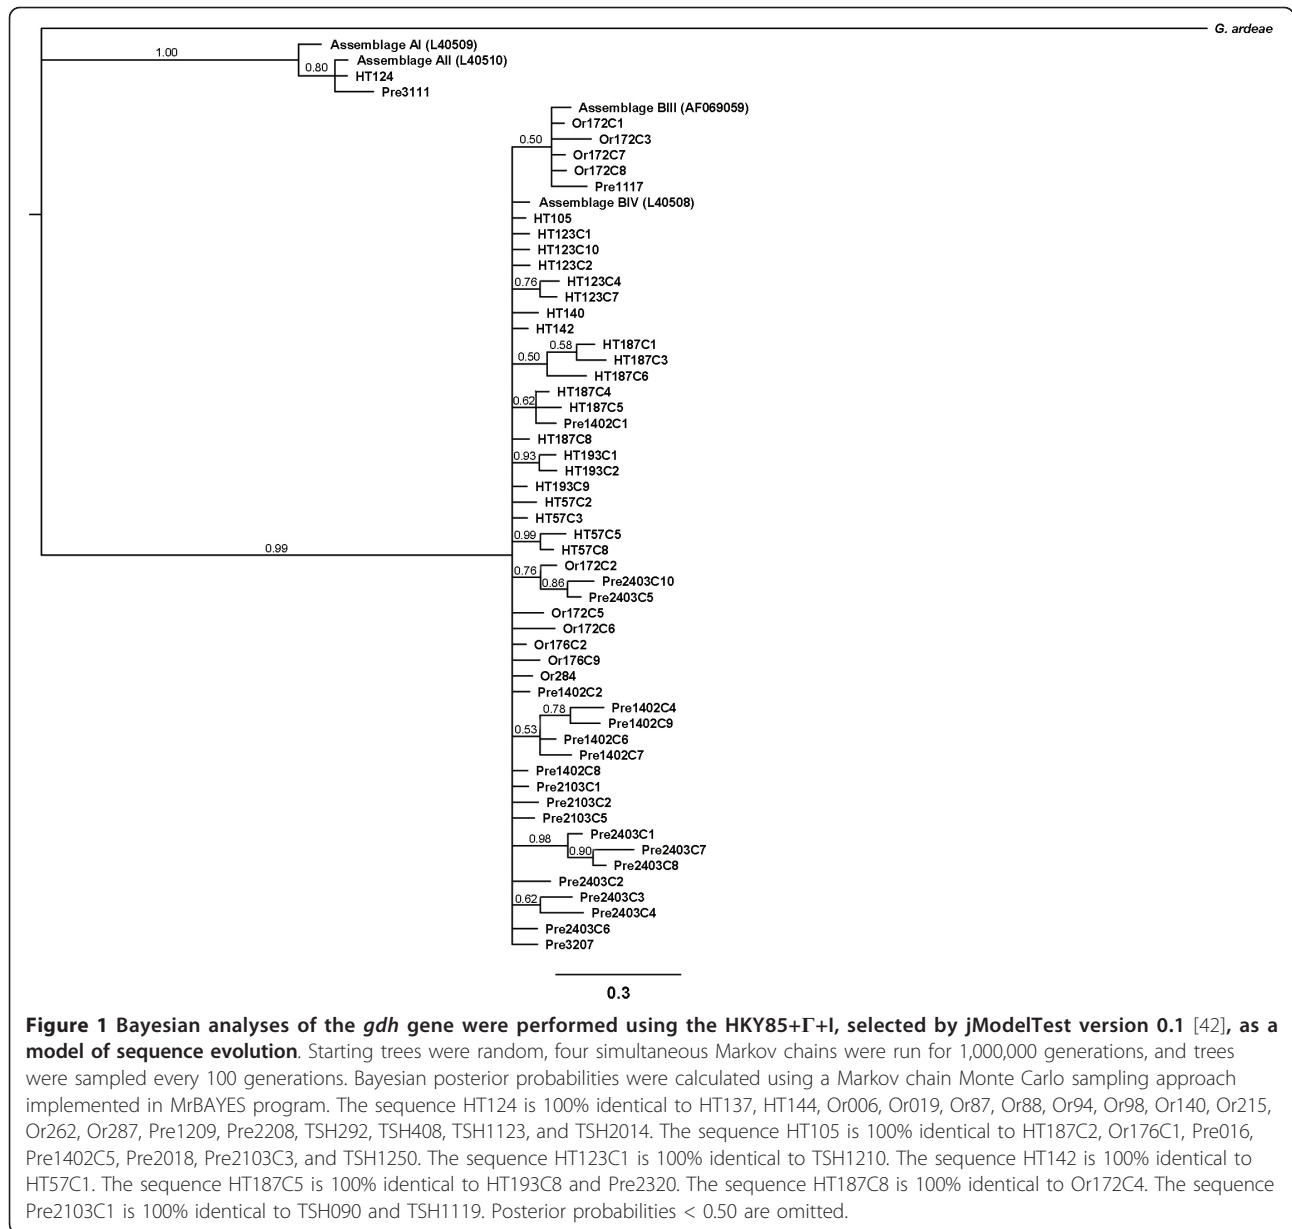 G. ardeae
1.00
Assemblage AI (L40509)
Assemblage AII (L40510)
0.80
HT124
Pre3111
Assemblage BIII (AF069059)
Or172C1
0.50
Or172C3
Or172C7
Or172C8
Pre1117
Assemblage BIV (L40508)
HT105
HT123C1
HT123C10
HT123C2
0.76
HT123C4
HT123C7
HT140
HT142
0.58
HT187C1
0.50
HT187C3
HT187C6
HT187C4
0.62
HT187C5
Pre1402C1
HT187C8
0.93
HT193C1
HT193C2
HT193C9
HT57C2
HT57C3
0.99
HT57C5
0.99
HT57C8
0.76
Or172C2
0.86
Pre2403C10
Pre2403C5
Or172C5
Or172C6
Or176C2
Or176C9
Or284
Pre1402C2
0.78
Pre1402C4
Pre1402C9
0.53
Pre1402C6
Pre1402C7
Pre1402C8
Pre2103C1
Pre2103C2
Pre2103C5
0.98
Pre2403C1
0.90
Pre2403C7
Pre2403C8
Pre2403C2
0.62
Pre2403C3
Pre2403C4
Pre2403C6
Pre3207
0.3
Figure 1 Bayesian analyses of the gdh gene were performed using the HKY85+Γ+I, selected by jModelTest version 0.1 [42], as a
model of sequence evolution. Starting trees were random, four simultaneous Markov chains were run for 1,000,000 generations, and trees
were sampled every 100 generations. Bayesian posterior probabilities were calculated using a Markov chain Monte Carlo sampling approach
implemented in MrBAYES program. The sequence HT124 is 100% identical to HT137, HT144, Or006, Or019, Or87, Or88, Or94, Or98, Or140, Or215,
Or262, Or287, Pre1209, Pre2208, TSH292, TSH408, TSH1123, and TSH2014. The sequence HT105 is 100% identical to HT187C2, Or176C1, Pre016,
Pre1402C5, Pre2018, Pre2103C3, and TSH1250. The sequence HT123C1 is 100% identical to TSH1210. The sequence HT142 is 100% identical to
HT57C1. The sequence HT187C5 is 100% identical to HT193C8 and Pre2320. The sequence HT187C8 is 100% identical to Or172C4. The sequence
Pre2103C1 is 100% identical to TSH090 and TSH1119. Posterior probabilities < 0.50 are omitted.